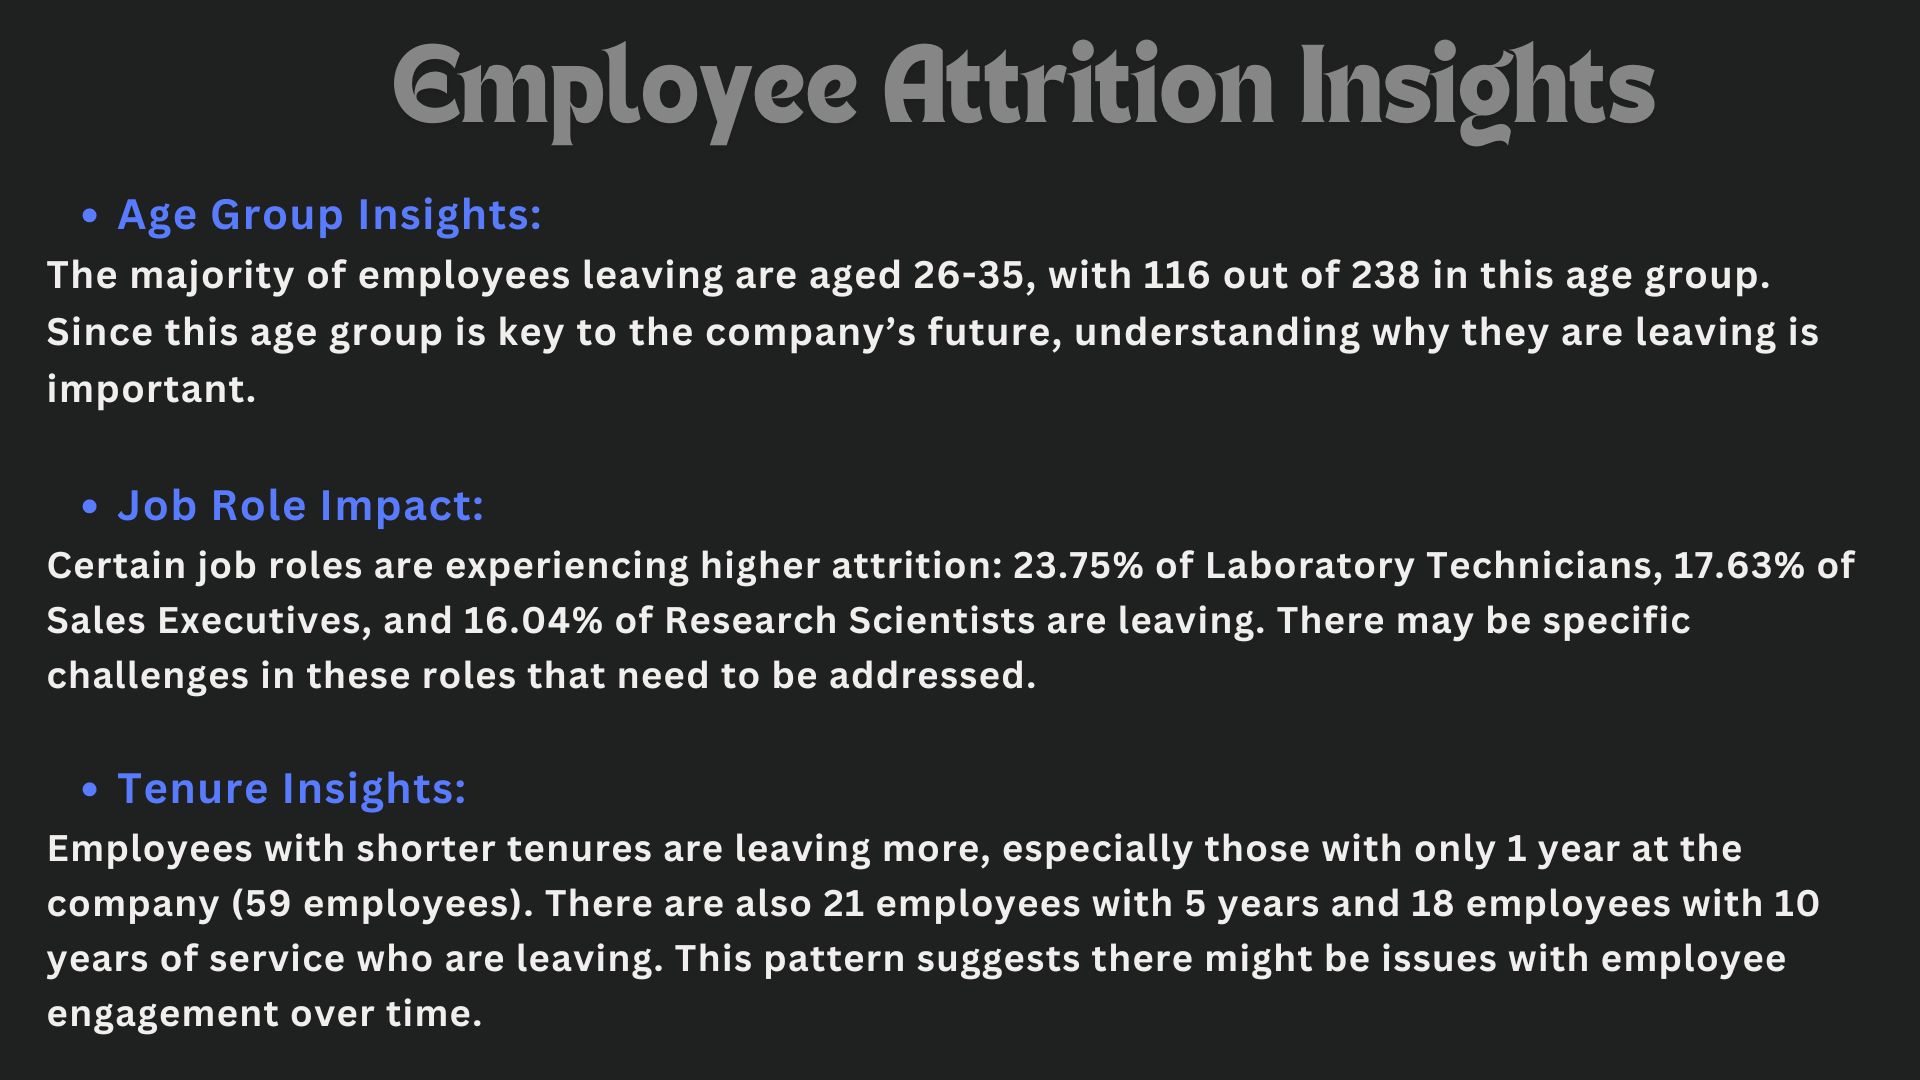 Employee Attrition Insights
• Age Group Insights:
The majority of employees leaving are aged 26-35, with 116 out of 238 in this age group.
Since this age group is key to the company’s future, understanding why they are leaving is
important.
• Job Role Impact:
Certain job roles are experiencing higher attrition: 23.75% of Laboratory Technicians, 17.63% of
Sales Executives, and 16.04% of Research Scientists are leaving. There may be specific
challenges in these roles that need to be addressed.
• Tenure Insights:
Employees with shorter tenures are leaving more, especially those with only 1 year at the
company (59 employees). There are also 21 employees with 5 years and 18 employees with 10
years of service who are leaving. This pattern suggests there might be issues with employee
engagement over time.